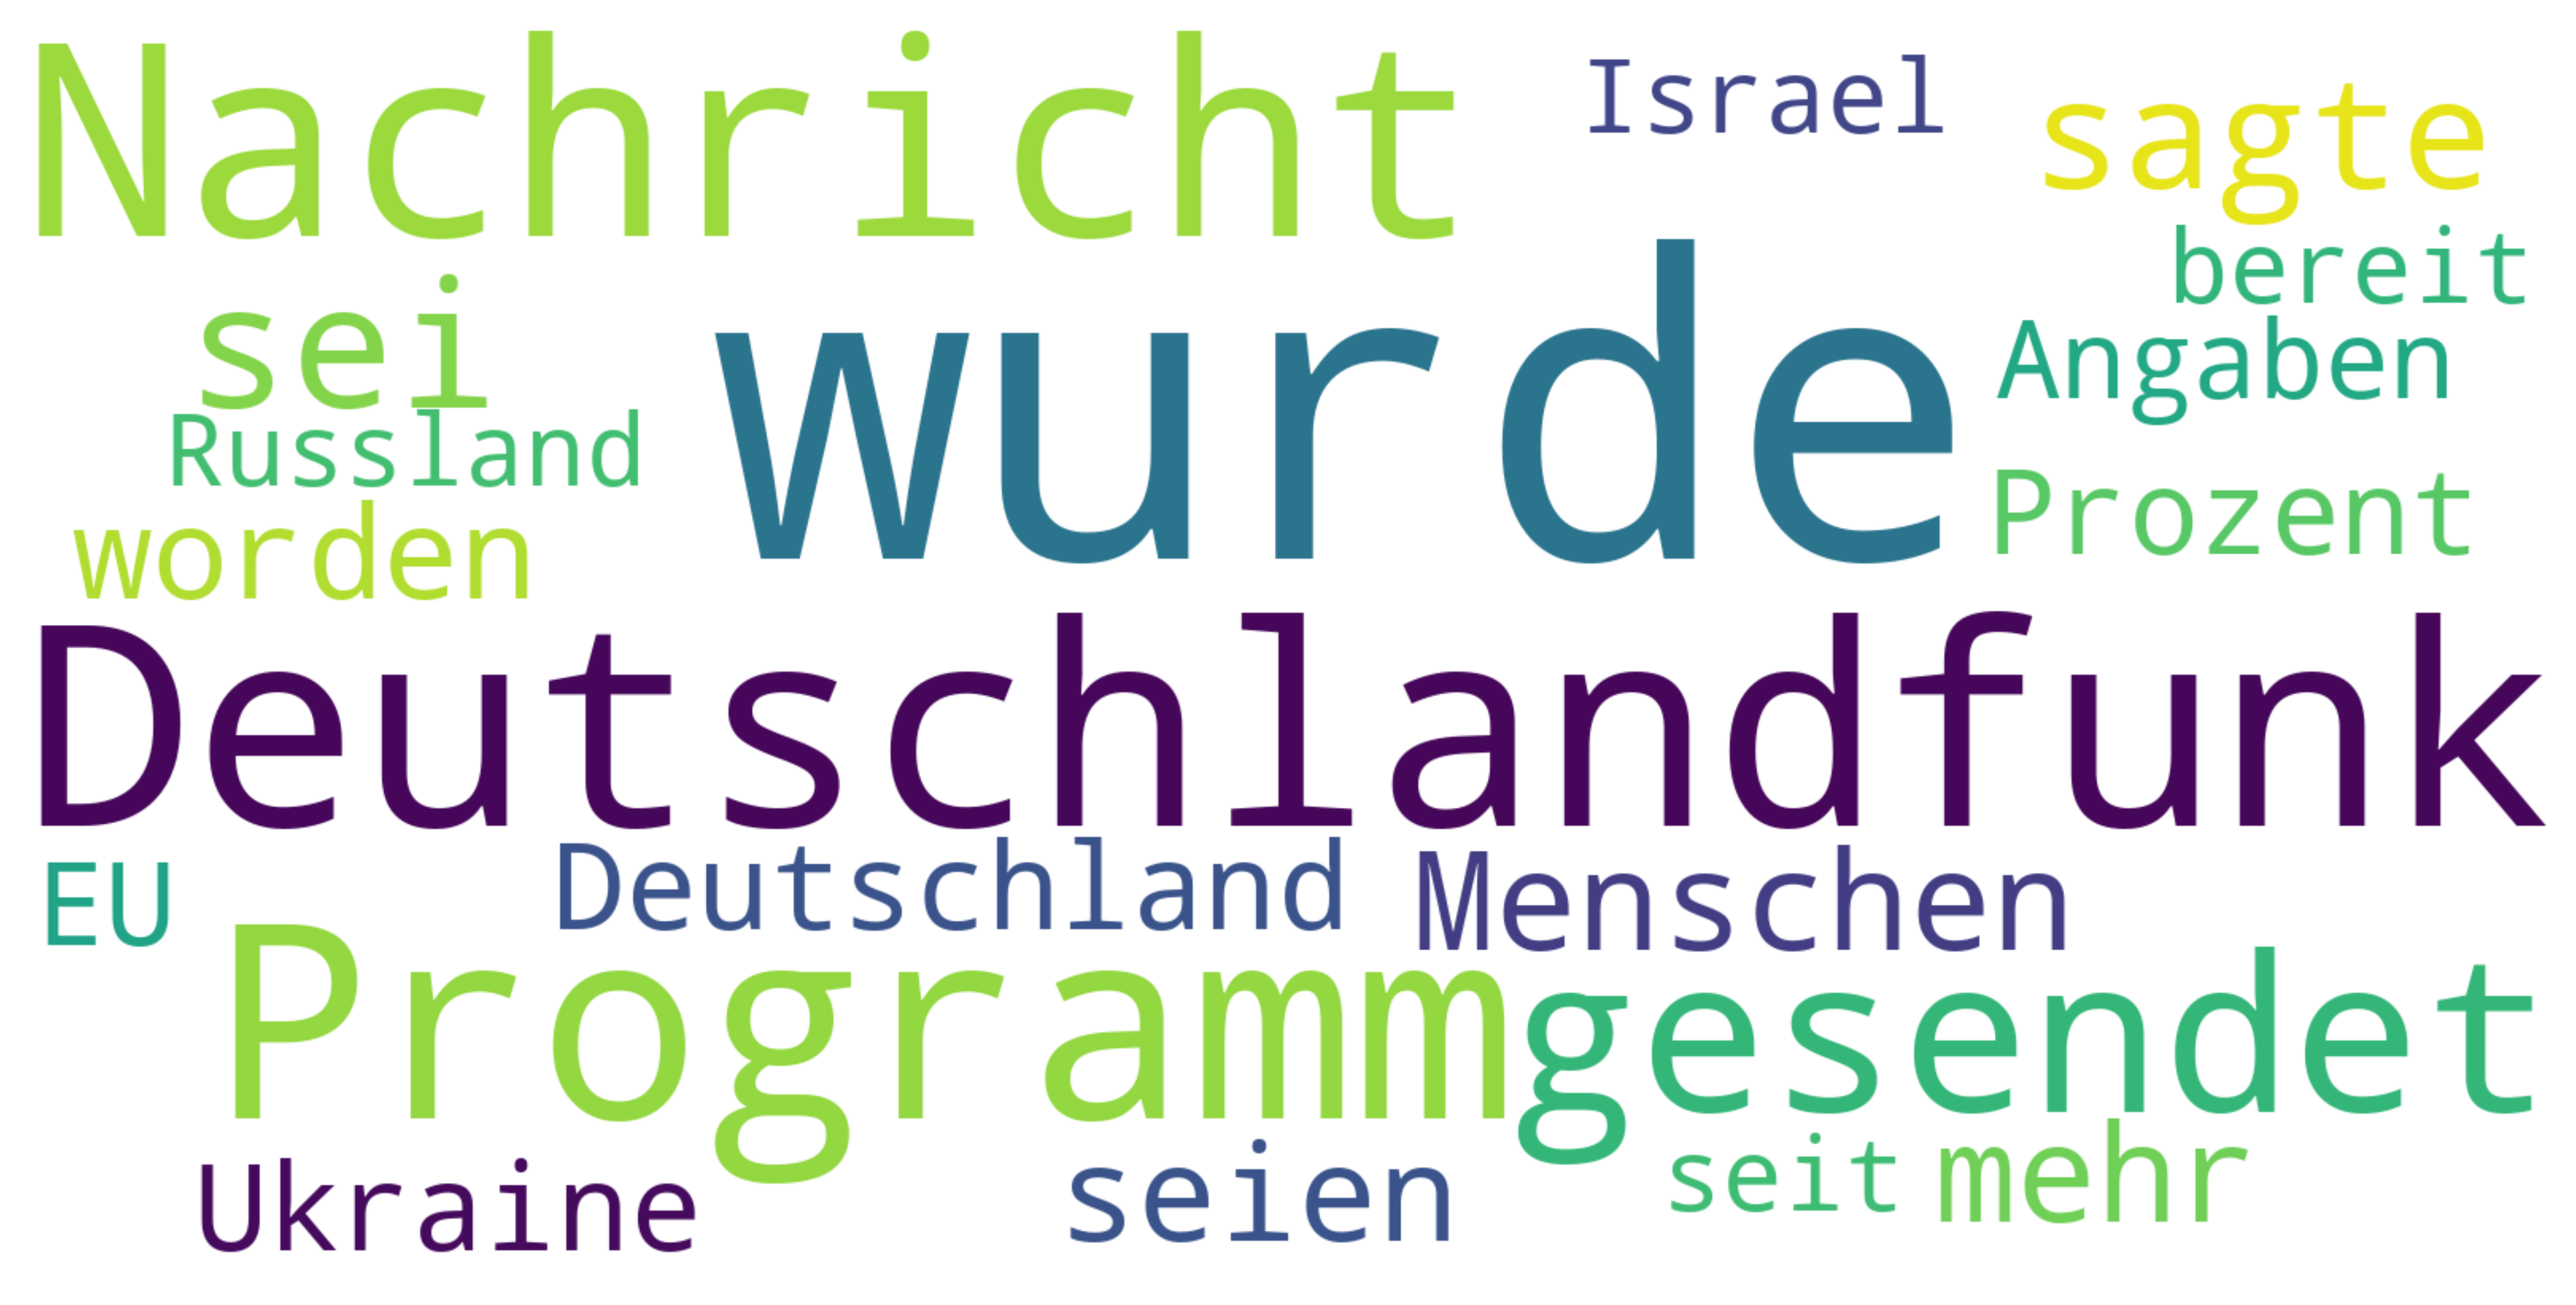 Nachricht
Israel
sagte
bereit
sei
wurde
Angaben
Russland
Prozent
worden
Deutschlandfunk
EU
Deutschland
Menschen
Programm
gesendet
Ukraine
seien
seit
mehr